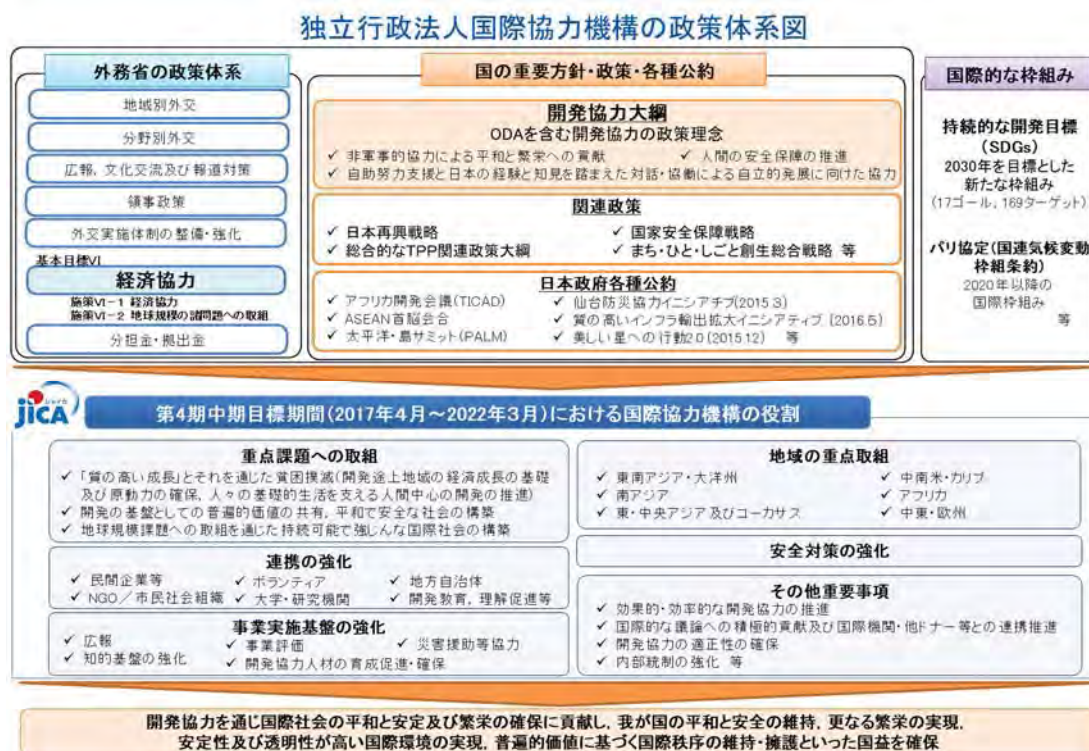 独立行政法人国際協力機構の政策体系図
外務省の政策体系
地域別外交
分野別外交
広報，文化交流及び報道対策
領事政策
外交実施体制の整備・強化
基本目標Ⅵ
経済協力
施策Ⅵ－1 経済協力
施策Ⅵ－2 地球規模の諸問題への取組
分担金・拠出金
国の重要方針・政策・各種公約
開発協力大綱
ODAを含む開発協力の政策理念
✓ 非軍事的協力による平和と繁栄への貢献 ✓ 人間の安全保障の推進
✓ 自助努力支援と日本の経験と知見を踏まえた対話・協働による自立的発展に向けた協力
関連政策
✓ 日本再興戦略 ✓ 国家安全保障戦略
✓ 総合的なTPP関連政策大綱 ✓ まち・ひと・しごと創生総合戦略 等
日本政府各種公約
✓ アフリカ開発会議(TICAD) ✓ 仙台防災協力イニシアチブ(2015.3)
✓ ASEAN首脳会合 ✓ 質の高いインフラ輸出拡大イニシアティブ (2016.5)
✓ 太平洋・島サミット(PALM) ✓ 美しい星への行動2.0 (2015.12) 等
国際的な枠組み
持続的な開発目標
(SDGs)
2030年を目標とした
新たな枠組み
(17ゴール，169ターゲット)
パリ協定(国連気候変動
枠組条約)
2020年以降の
国際枠組み
等
ジャイカ
jICA
第4期中期目標期間(2017年4月～2022年3月)における国際協力機構の役割
重点課題への取組
✓ 「質の高い成長」とそれを通じた貧困撲滅(開発途上地域の経済成長の基礎
及び原動力の確保，人々の基礎的生活を支える人間中心の開発の推進)
✓ 開発の基盤としての普遍的価値の共有，平和で安全な社会の構築
✓ 地球規模課題への取組を通じた持続可能で強じんな国際社会の構築
連携の強化
✓ 民間企業等 ✓ ボランティア ✓ 地方自治体
✓ NGO／市民社会組織 ✓ 大学・研究機関 ✓ 開発教育，理解促進等
事業実施基盤の強化
✓ 広報 ✓ 事業評価 ✓ 災害援助等協力
✓ 知的基盤の強化 ✓ 開発協力人材の育成促進・確保
地域の重点取組
✓ 東南アジア・大洋州 ✓ 中南米・カリブ
✓ 南アジア ✓ アフリカ
✓ 東・中央アジア及びコーカサス ✓ 中東・欧州
安全対策の強化
その他重要事項
✓ 効果的・効率的な開発協力の推進
✓ 国際的な議論への積極的貢献及び国際機関・他ドナー等との連携推進
✓ 開発協力の適正性の確保
✓ 内部統制の強化 等
開発協力を通じ国際社会の平和と安定及び繁栄の確保に貢献し，我が国の平和と安全の維持，更なる繁栄の実現，
安定性及び透明性が高い国際環境の実現，普遍的価値に基づく国際秩序の維持・擁護といった国益を確保